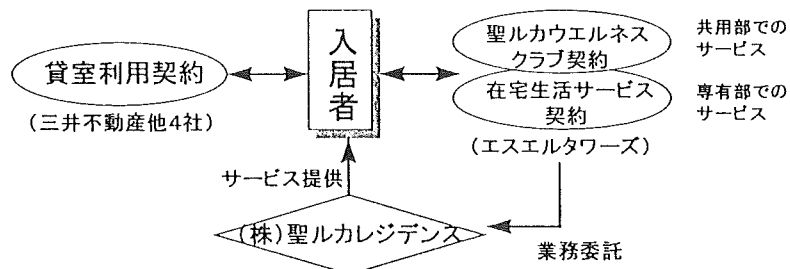 貸室利用契約
(三井不動産他4社)
入居者
聖ルカウエルネス
クラブ契約
共用部での
サービス
在宅生活サービス
契約
専有部での
サービス
(エスエルタワーズ)
サービス提供
(株)聖ルカレジデンス
業務委託